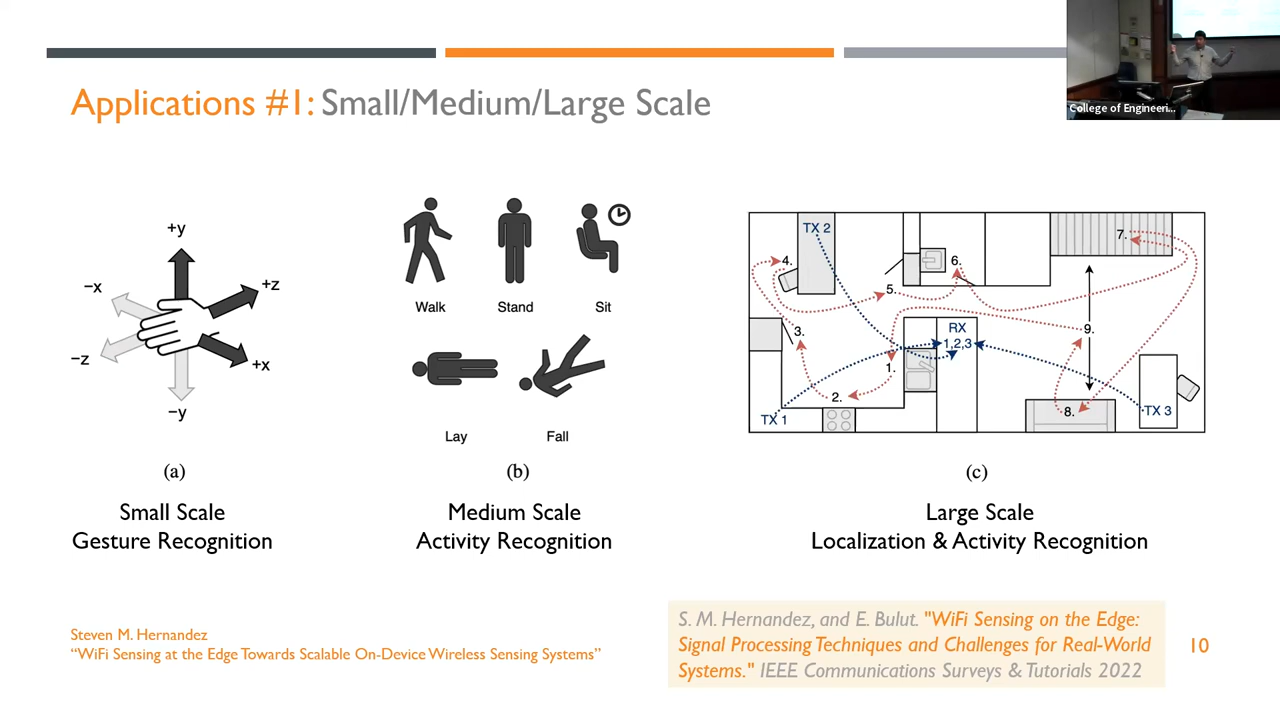 College of Engineeri...
Applications #1: Small/Medium/Large Scale
+y
−x
+z
−z
+x
−y
(a)
Small Scale
Gesture Recognition
Walk
Stand
Sit
Lay
Fall
(b)
Medium Scale
Activity Recognition
TX 2
7.
4.
6.
5.
3.
RX
1,2,3
9.
1.
2.
TX 1
8.
TX 3
(c)
Large Scale
Localization & Activity Recognition
Steven M. Hernandez
“WiFi Sensing at the Edge Towards Scalable On-Device Wireless Sensing Systems”
S. M. Hernandez, and E. Bulut. "WiFi Sensing on the Edge:
Signal Processing Techniques and Challenges for Real-World
Systems." IEEE Communications Surveys & Tutorials 2022
10